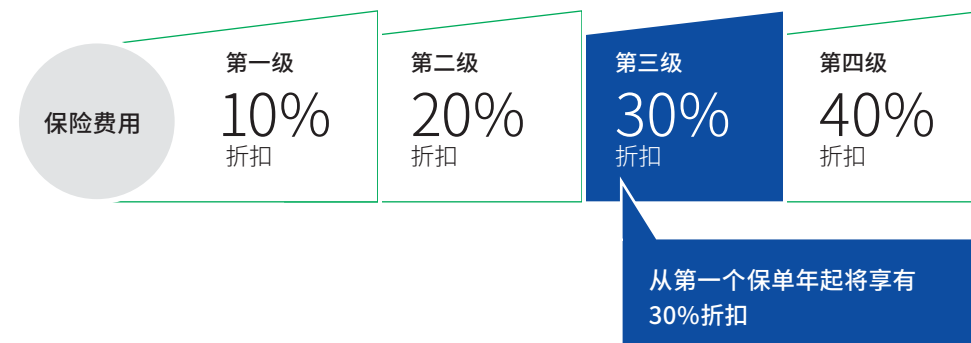 保险费用
第一级
10%
折扣
第二级
20%
折扣
第三级
30%
折扣
第四级
40%
折扣
从第一个保单年起将享有
30%折扣